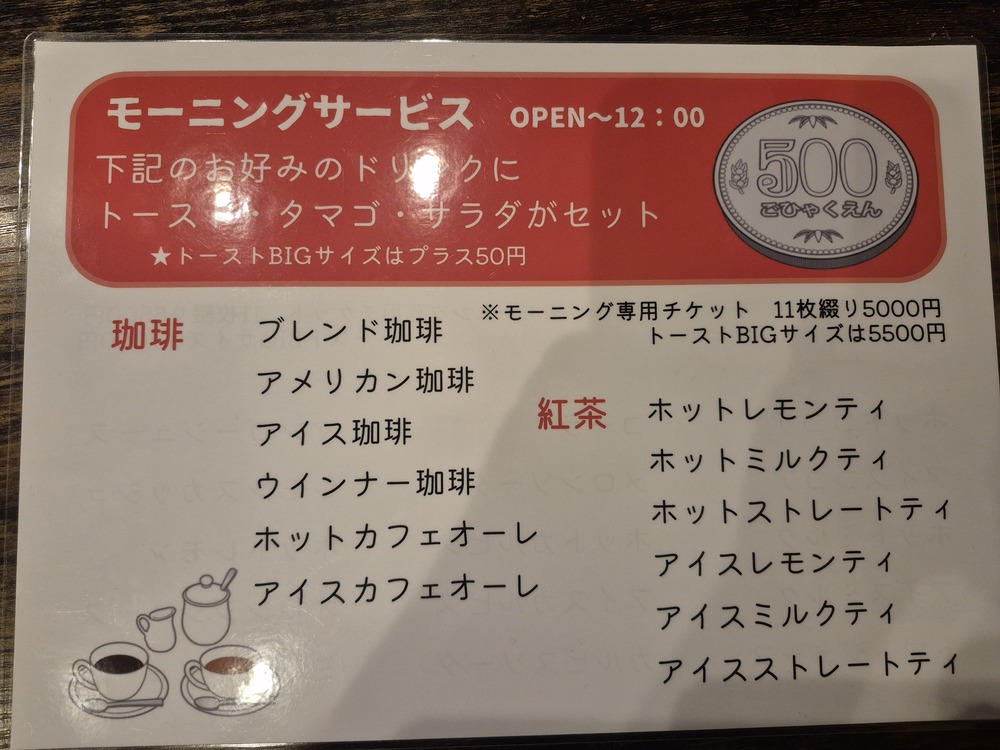 モーニングサービス OPEN～12：00
下記のお好みのドリンクに
トースト・タマゴ・サラダがセット
★トーストBIGサイズはプラス50円
500
ごひゃくえん
※モーニング専用チケット 11枚綴り5000円
トーストBIGサイズは5500円
珈琲
ブレンド珈琲
アメリカン珈琲
アイス珈琲
ウインナー珈琲
ホットカフェオーレ
アイスカフェオーレ
紅茶
ホットレモンティ
ホットミルクティ
ホットストレートティ
アイスレモンティ
アイスミルクティ
アイスストレートティ